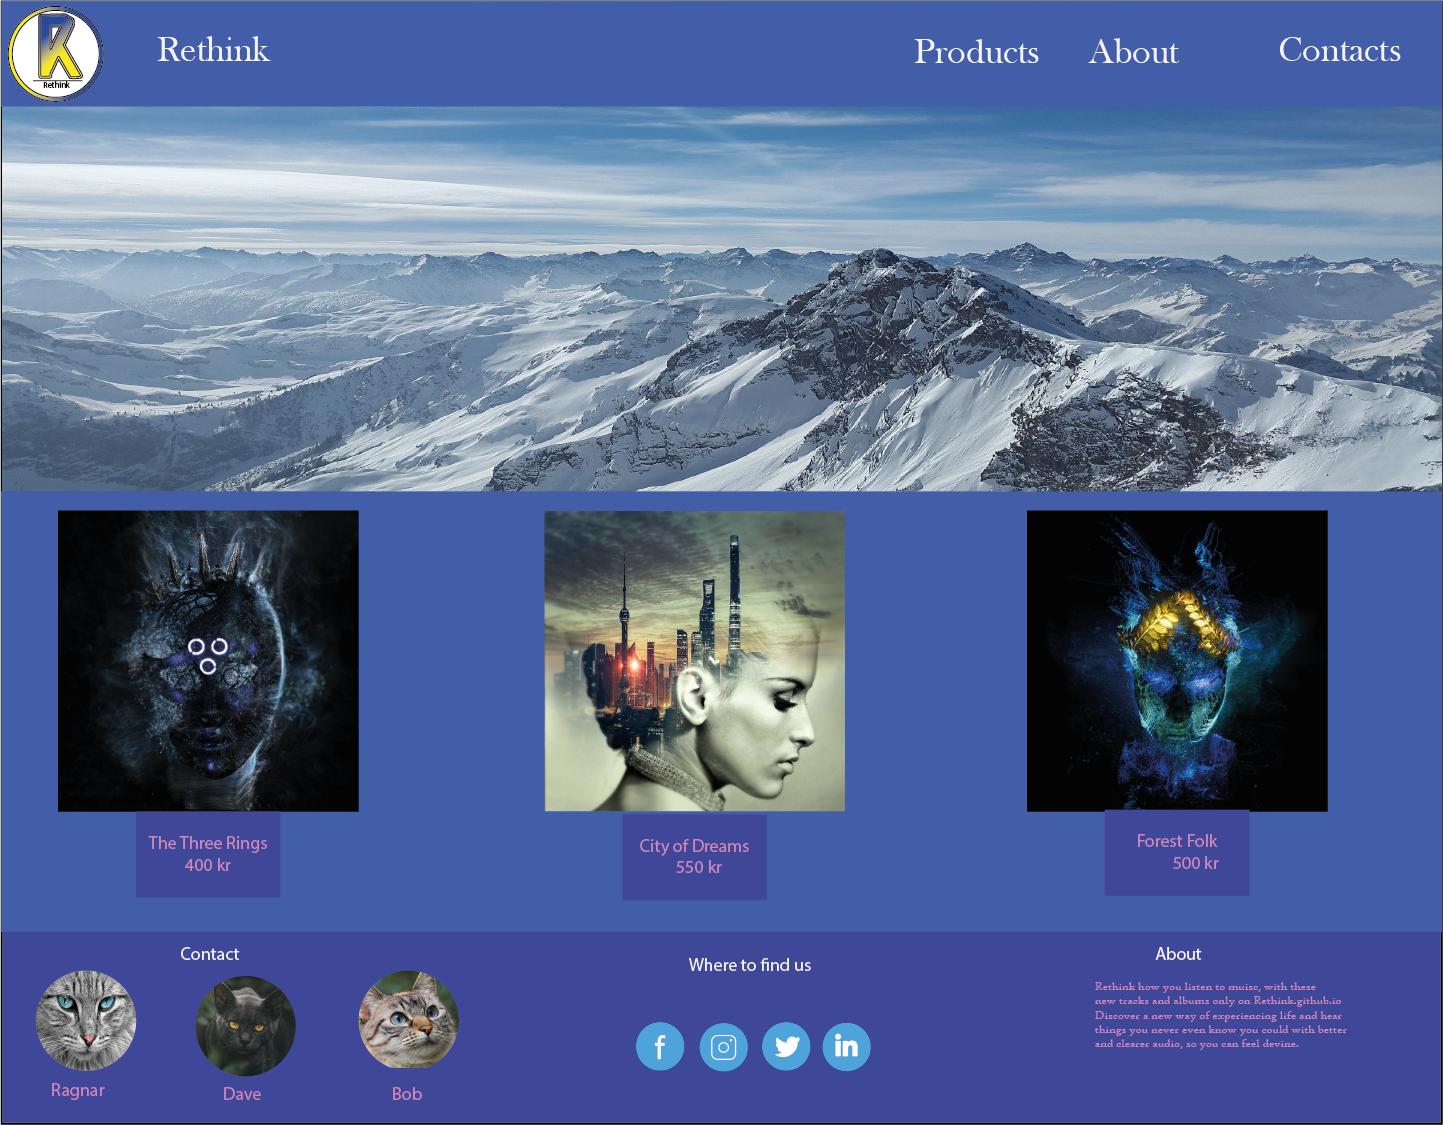 Rethink
Rethink
Products
About
Contacts
The Three Rings
400 kr
City of Dreams
550 kr
Forest Folk
500 kr
Contact
Ragnar
Dave
Bob
Where to find us
About
Rethink how you listen to muisc, with these
new tracks and albums only on Rethink.github.io
Discover a new way of experiencing life and hear
things you never even know you could with better
and clearer audio, so you can feel devine.